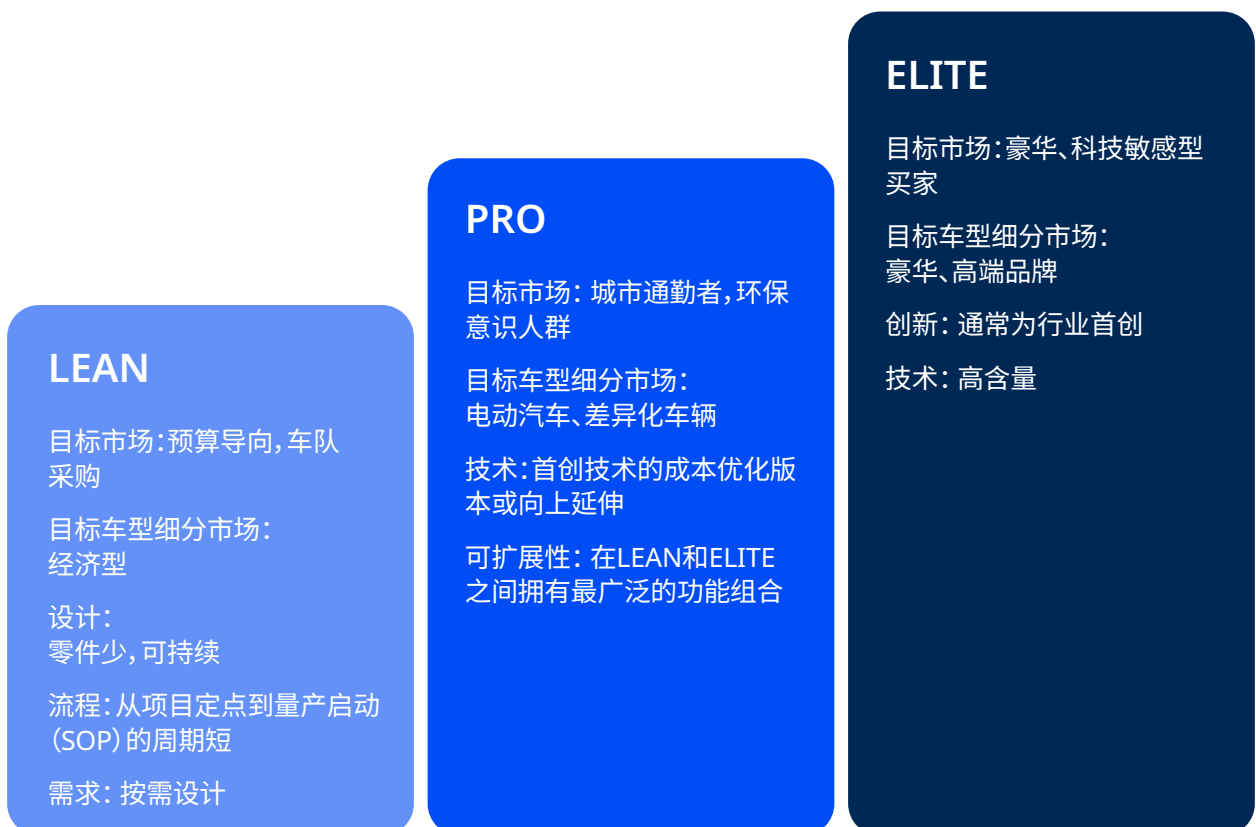 LEAN
目标市场：预算导向，车队
采购
目标车型细分市场：
经济型
设计：
零件少，可持续
流程：从项目定点到量产启动
（SOP）的周期短
需求：按需设计
PRO
目标市场：城市通勤者，环保
意识人群
目标车型细分市场：
电动汽车、差异化车辆
技术：首创技术的成本优化版
本或向上延伸
可扩展性：在LEAN和ELITE
之间拥有最广泛的功能组合
ELITE
目标市场：豪华、科技敏感型
买家
目标车型细分市场：
豪华、高端品牌
创新：通常为行业首创
技术：高含量